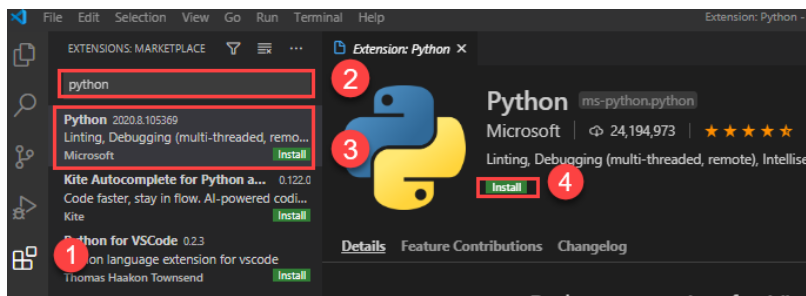 File Edit Selection View Go Run Terminal Help
Extension: Python -
EXTENSIONS: MARKETPLACE
python
Python 2020.8.105369
Linting, Debugging (multi-threaded, remo...
Microsoft Install
Kite Autocomplete for Python a... 0.122.0
Code faster, stay in flow. AI-powered codi...
Kite Install
Python for VSCode 0.2.3
on language extension for vscode
Thomas Haakon Townsend Install
1
Extension: Python
2
Python ms-python.python
Microsoft 24,194,973
3
Linting, Debugging (multi-threaded, remote), Intellise
Install
4
Details Feature Contributions Changelog